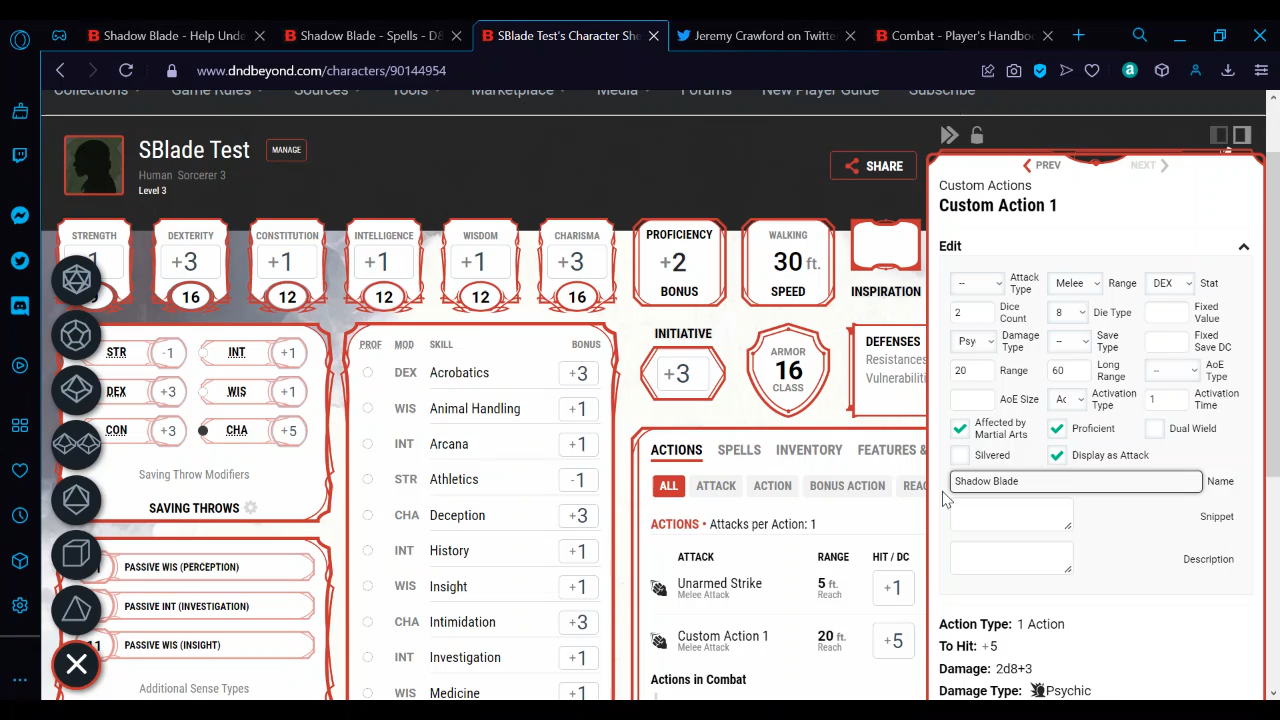 Shadow Blade - Help Unde
Shadow Blade - Spells - D&
SBlade Test's Character She
Jeremy Crawford on Twitte
Combat - Player's Handboo
www.dndbeyond.com/characters/90144954
Collections
Game Rules
Sources
Tools
Marketplace
Media
Forums
New Player Guide
Subscribe
SBlade Test
MANAGE
Human Sorcerer 3
Level 3
SHARE
STRENGTH
DEXTERITY
+3
16
CONSTITUTION
+1
12
INTELLIGENCE
+1
12
WISDOM
+1
12
CHARISMA
+3
16
PROFICIENCY
+2
BONUS
WALKING
30 ft.
SPEED
INSPIRATION
STR -1
INT +1
DEX +3
WIS +1
CON +3
CHA +5
Saving Throw Modifiers
SAVING THROWS
PASSIVE WIS (PERCEPTION)
PASSIVE INT (INVESTIGATION)
PASSIVE WIS (INSIGHT)
Additional Sense Types
PROF MOD SKILL BONUS
DEX Acrobatics +3
WIS Animal Handling +1
INT Arcana +1
STR Athletics -1
CHA Deception +3
INT History +1
WIS Insight +1
CHA Intimidation +3
INT Investigation +1
WIS Medicine +1
INITIATIVE
+3
ARMOR
16
CLASS
DEFENSES
Resistances
Vulnerabili
ACTIONS SPELLS INVENTORY FEATURES &
ALL ATTACK ACTION BONUS ACTION REAC
ACTIONS • Attacks per Action: 1
ATTACK RANGE HIT / DC
Unarmed Strike 5 ft. +1
Melee Attack Reach
Custom Action 1 20 ft. +5
Melee Attack Reach
Actions in Combat
PREV
NEXT
Custom Actions
Custom Action 1
Edit
-- Attack Type
Melee Range
DEX Stat
2 Dice Count
8 Die Type
Fixed Value
Psy Damage Type
-- Save Type
Fixed Save DC
20 Range
60 Long Range
-- AoE Type
AoE Size
Ac Activation Type
1 Activation Time
Affected by Martial Arts
Proficient
Dual Wield
Silvered
Display as Attack
Shadow Blade Name
Snippet
Description
Action Type: 1 Action
To Hit: +5
Damage: 2d8+3
Damage Type: Psychic